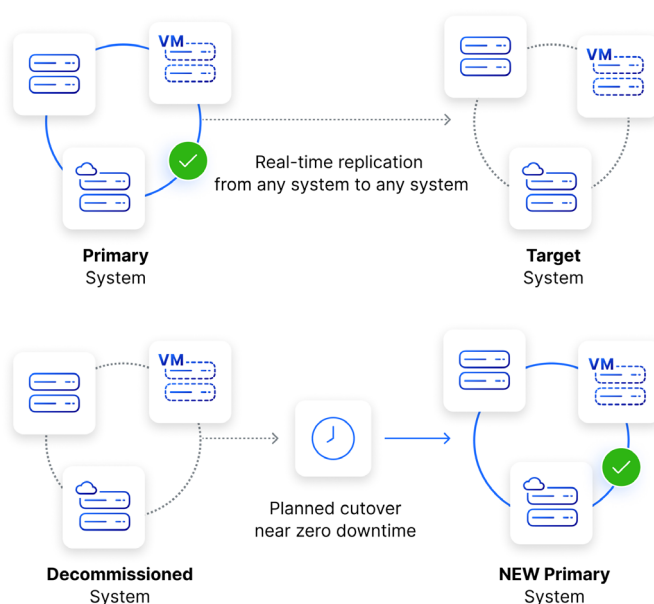 VM
VM
Real-time replication
from any system to any system
Primary
System
Target
System
VM
VM
Planned cutover
near zero downtime
Decommissioned
System
NEW Primary
System